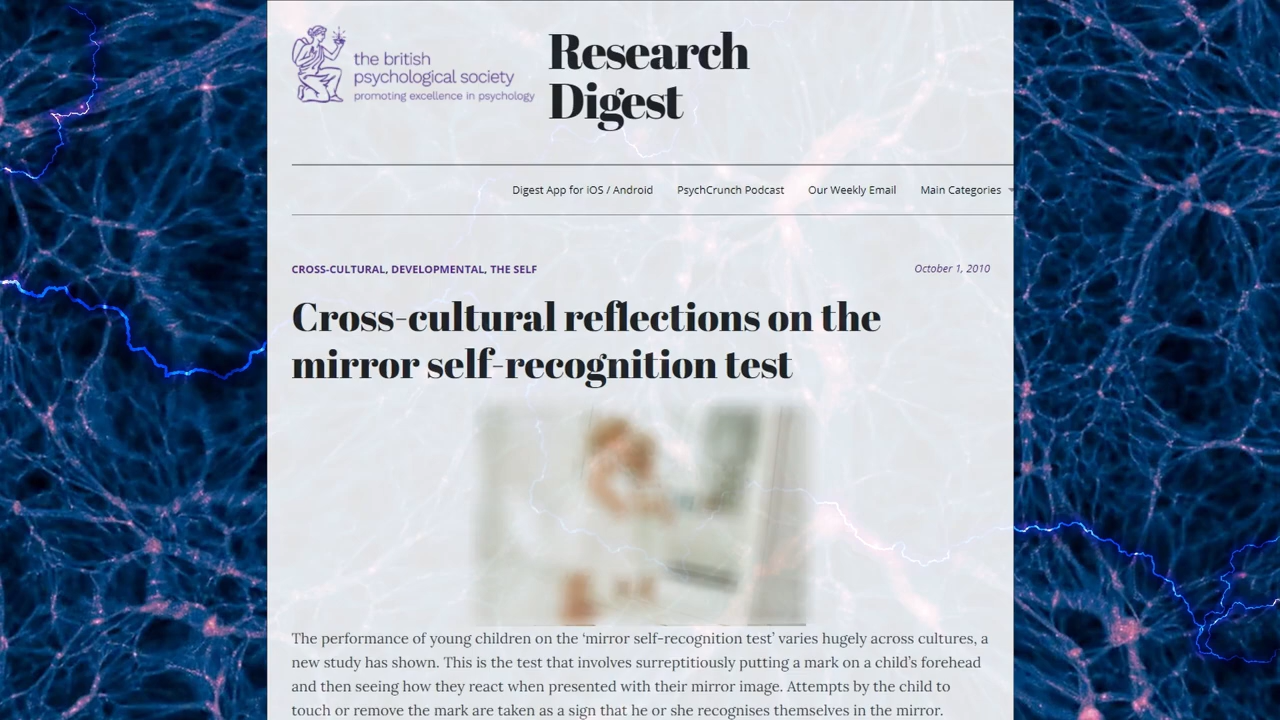 the british
psychological society
promoting excellence in psychology
Research
Digest
Digest App for iOS / Android PsychCrunch Podcast Our Weekly Email Main Categories
CROSS-CULTURAL, DEVELOPMENTAL, THE SELF October 1, 2010
Cross-cultural reflections on the
mirror self-recognition test
The performance of young children on the ‘mirror self-recognition test’ varies hugely across cultures, a
new study has shown. This is the test that involves surreptitiously putting a mark on a child’s forehead
and then seeing how they react when presented with their mirror image. Attempts by the child to
touch or remove the mark are taken as a sign that he or she recognises themselves in the mirror.